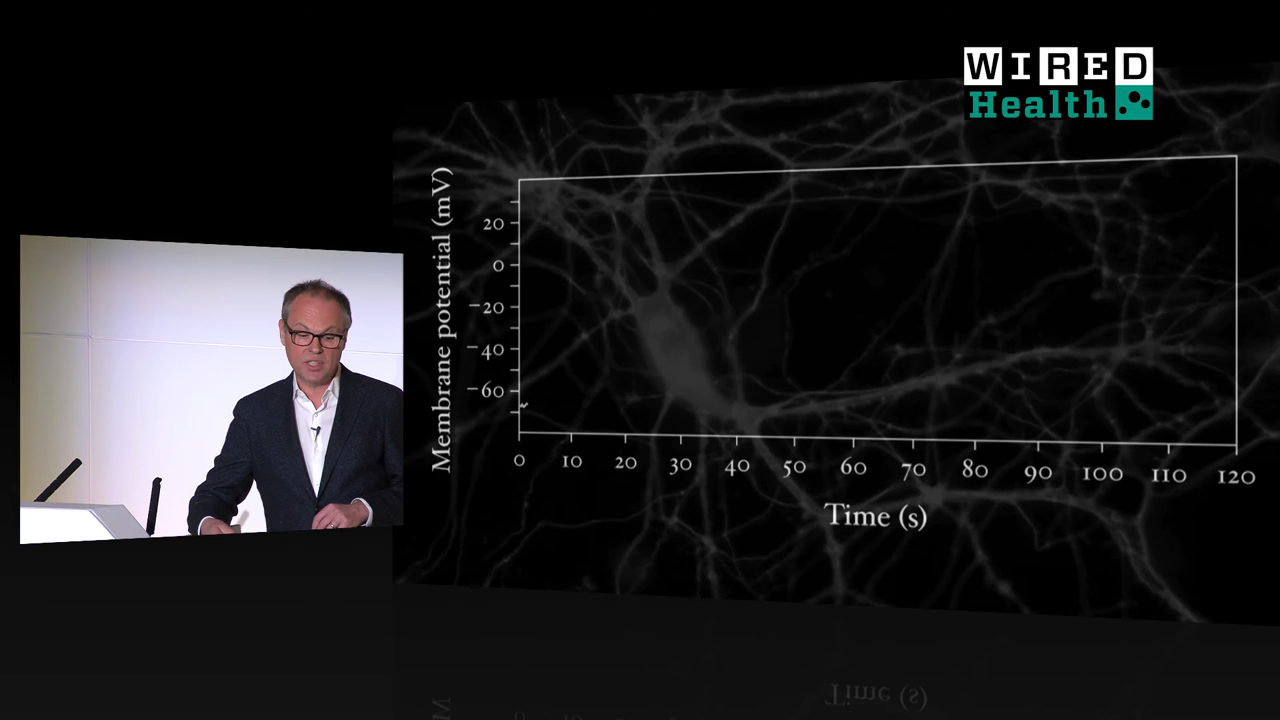 WIRED
Health
Membrane potential (mV)
20
0
−20
−40
−60
0 10 20 30 40 50 60 70 80 90 100 110 120
Time (s)
Time (s)